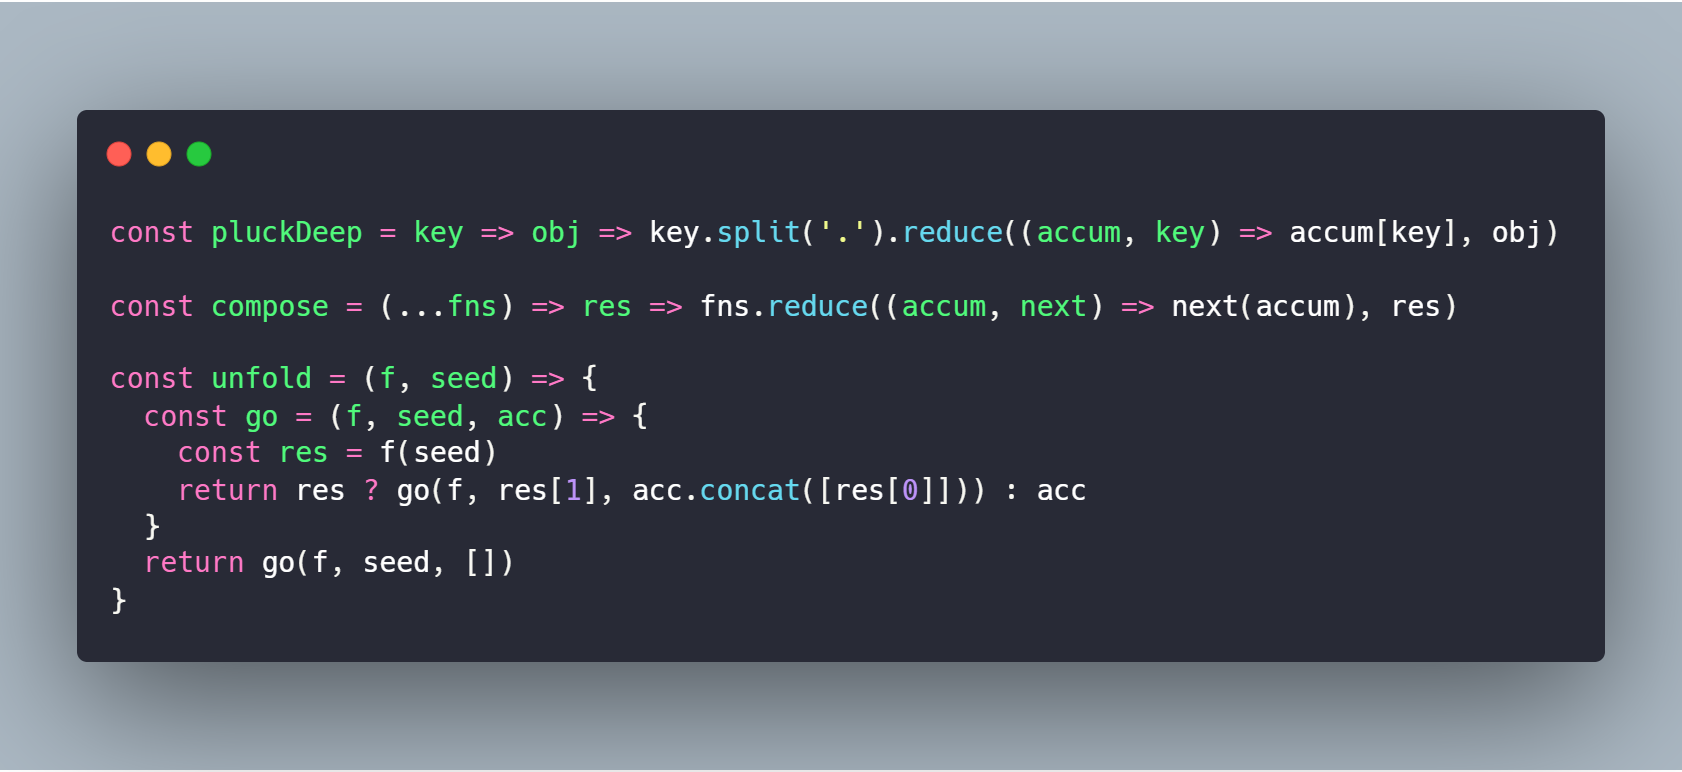 const pluckDeep = key => obj => key.split('.').reduce((accum, key) => accum[key], obj)
const compose = (...fns) => res => fns.reduce((accum, next) => next(accum), res)
const unfold = (f, seed) => {
  const go = (f, seed, acc) => {
    const res = f(seed)
    return res ? go(f, res[1], acc.concat([res[0]])) : acc
  }
  return go(f, seed, [])
}